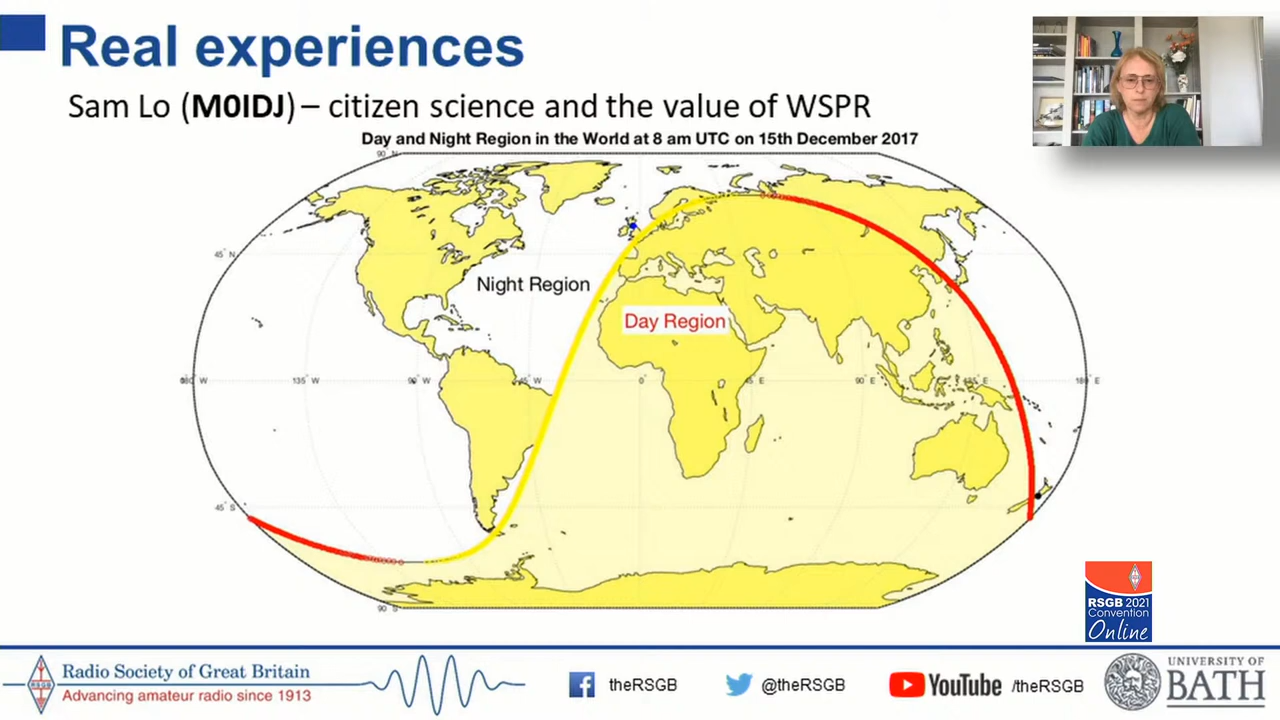 Real experiences
Sam Lo (M0IDJ) – citizen science and the value of WSPR
Day and Night Region in the World at 8 am UTC on 15th December 2017
90° N
45° N
Night Region
Day Region
180° W
135° W
90° W
45° W
0°
45° E
90° E
135° E
180° E
45° S
90° S
RSGB 2021
Convention
Online
RSGB
Radio Society of Great Britain
Advancing amateur radio since 1913
theRSGB
@theRSGB
YouTube /theRSGB
UNIVERSITY OF
BATH